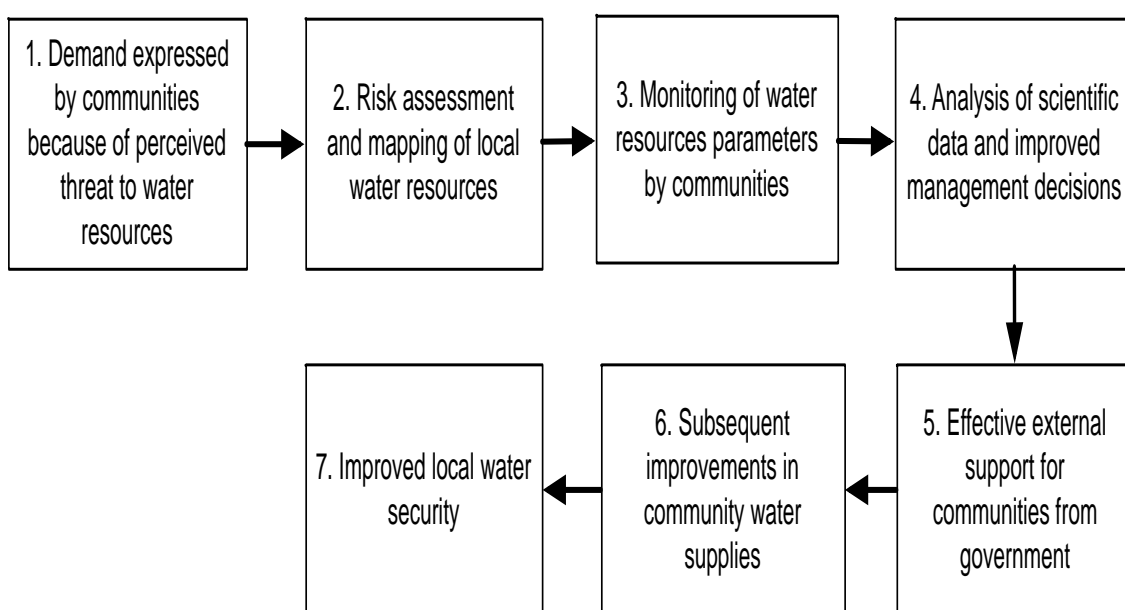 1. Demand expressed
by communities
because of perceived
threat to water
resources
2. Risk assessment
and mapping of local
water resources
3. Monitoring of water
resources parameters
by communities
4. Analysis of scientific
data and improved
management decisions
5. Effective external
support for
communities from
government
6. Subsequent
improvements in
community water
supplies
7. Improved local water
security